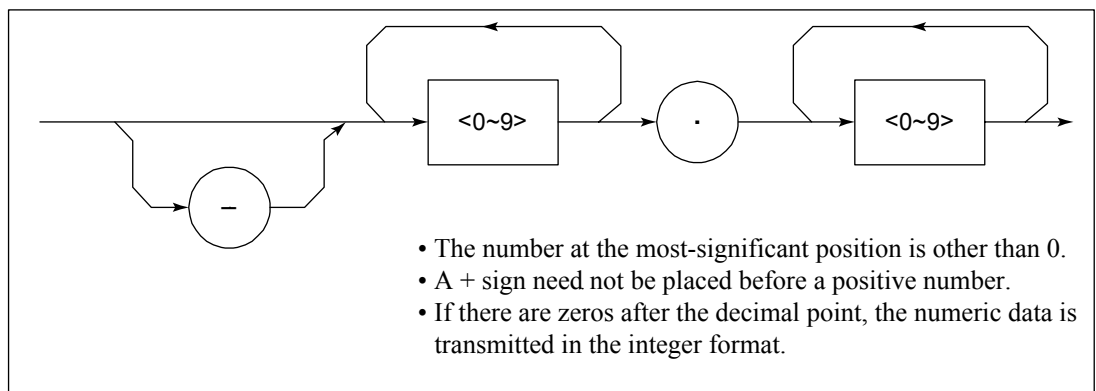 <0~9>
.
<0~9>
–
• The number at the most-significant position is other than 0.
• A + sign need not be placed before a positive number.
• If there are zeros after the decimal point, the numeric data is
transmitted in the integer format.